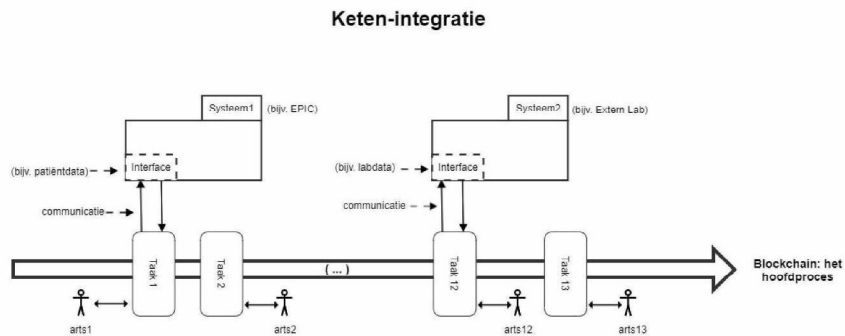 Keten-integratie
Systeem1
(bijv. EPIC)
Systeem2
(bijv. Extern Lab)
(bijv. patiëntdata)
Interface
(bijv. labdata)
Interface
communicatie
communicatie
Taak 1
Taak 2
( ... )
Taak 12
Taak 13
Blockchain: het
hoofdproces
arts1
arts2
arts12
arts13